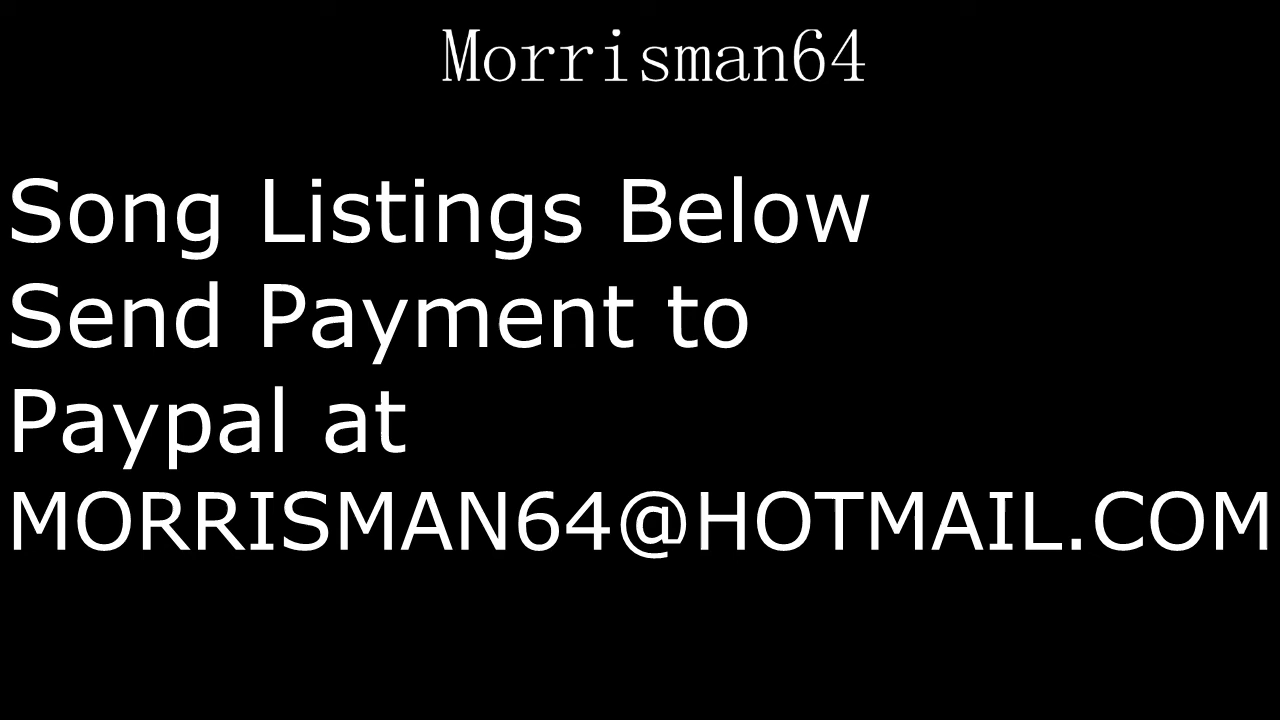 Morrisman64
Song Listings Below
Send Payment to
Paypal at
MORRISMAN64@HOTMAIL.COM